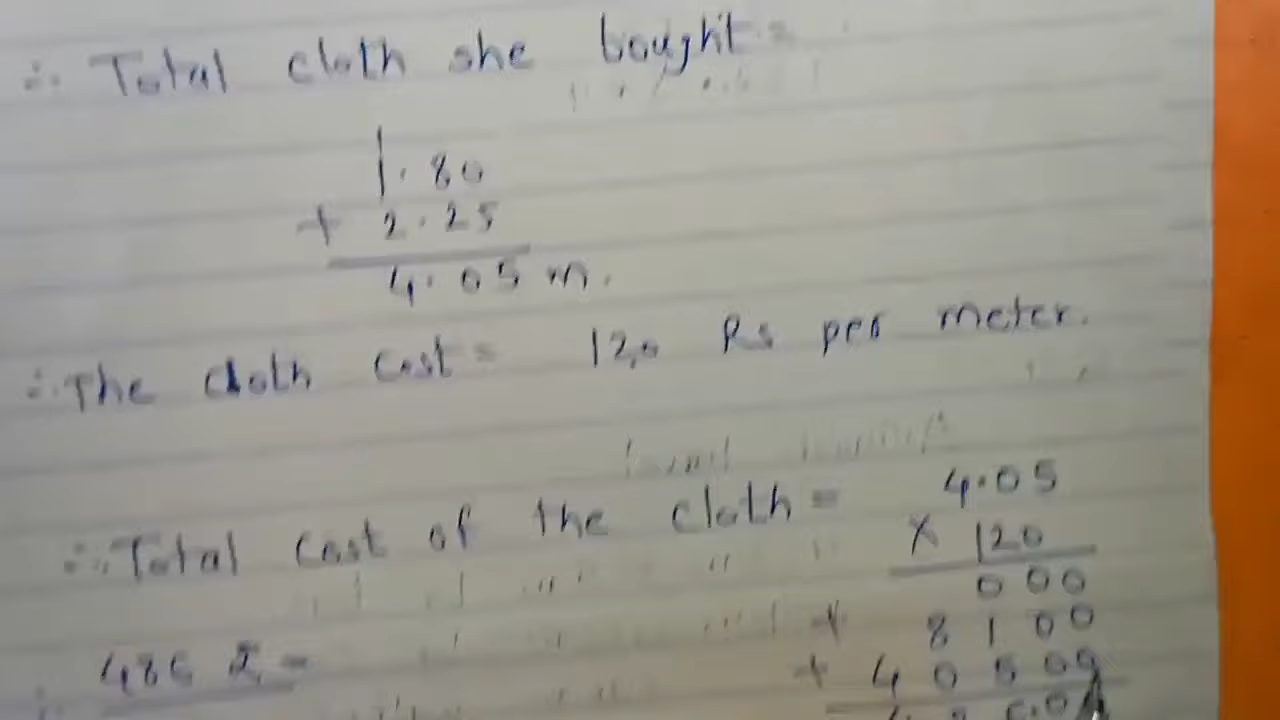 ∴ Total cloth she bought =
1.80
+ 2.25
4.05 m.
∴ The cloth cost = 120 Rs per meter.
∴ Total cost of the cloth = 4.05
× 120
000
+ 8100
+ 40500
486